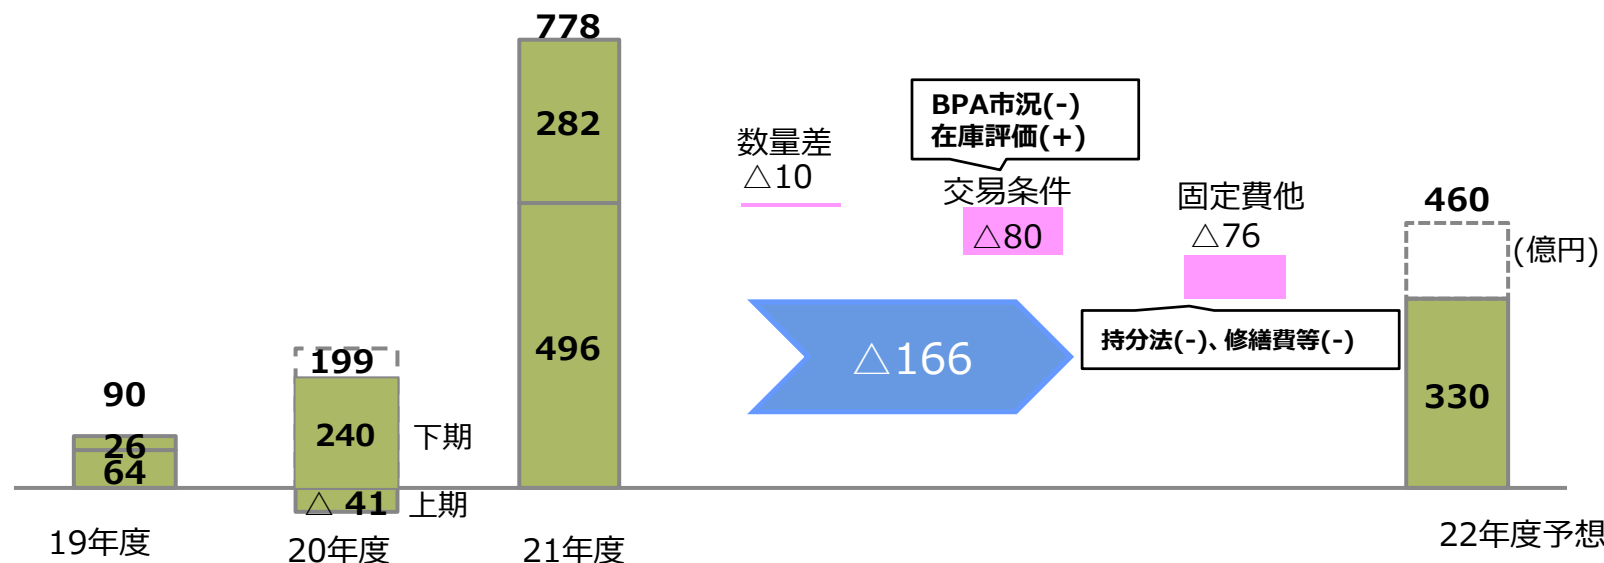 778
282
496
BPA市況(-)
在庫評価(+)
数量差
△10
交易条件
△80
固定費他
△76
460
(億円)
330
△166
持分法(-)、修繕費等(-)
199
240
下期
△ 41
上期
90
26
64
19年度
20年度
21年度
22年度予想